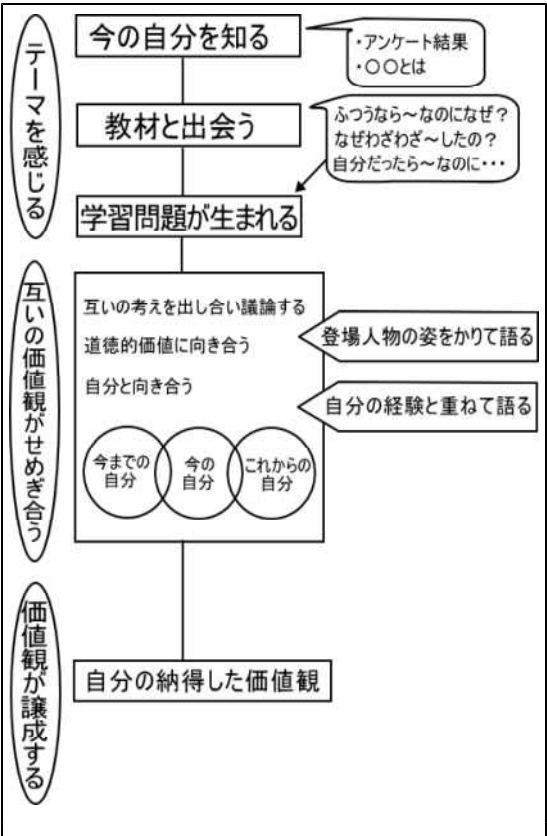 テーマを感じる
今の自分を知る
・アンケート結果
・〇〇とは
教材と出会う
ふつうなら～なのになぜ？
なぜわざわざ～したの？
自分だったら～なのに・・・
学習問題が生まれる
互いの価値観がせめぎ合う
互いの考えを出し合い議論する
道徳的価値に向き合う
自分と向き合う
登場人物の姿をかりて語る
自分の経験と重ねて語る
今までの
自分
今の
自分
これからの
自分
価値観が譲成する
自分の納得した価値観